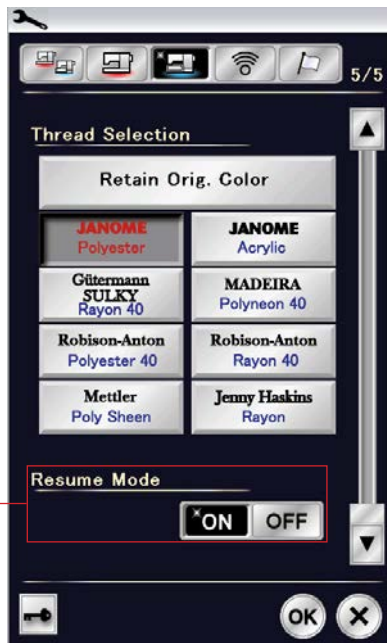 5/5
Thread Selection
Retain Orig. Color
JANOME
Polyester
JANOME
Acrylic
Gütermann
SULKY
Rayon 40
MADEIRA
Polyneon 40
Robison-Anton
Polyester 40
Robison-Anton
Rayon 40
Mettler
Poly Sheen
Jenny Haskins
Rayon
Resume Mode
ON OFF
OK